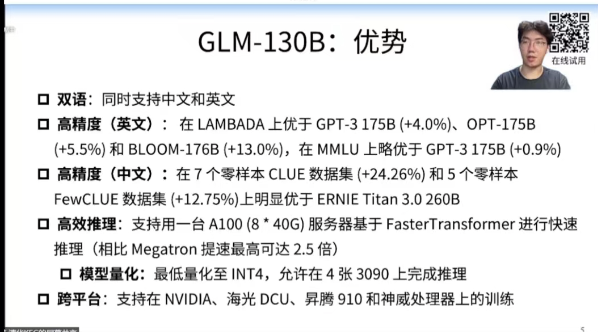 GLM-130B：优势
在线试用
双语：同时支持中文和英文
高精度（英文）： 在 LAMBADA 上优于 GPT-3 175B (+4.0%)、OPT-175B
(+5.5%) 和 BLOOM-176B (+13.0%)，在 MMLU 上略优于 GPT-3 175B (+0.9%)
高精度（中文）：在 7 个零样本 CLUE 数据集 (+24.26%) 和 5 个零样本
FewCLUE 数据集 (+12.75%)上明显优于 ERNIE Titan 3.0 260B
高效推理：支持用一台 A100 (8 * 40G) 服务器基于 FasterTransformer 进行快速
推理（相比 Megatron 提速最高可达 2.5 倍）
模型量化：最低量化至 INT4，允许在 4 张 3090 上完成推理
跨平台：支持在 NVIDIA、海光 DCU、昇腾 910 和神威处理器上的训练
5